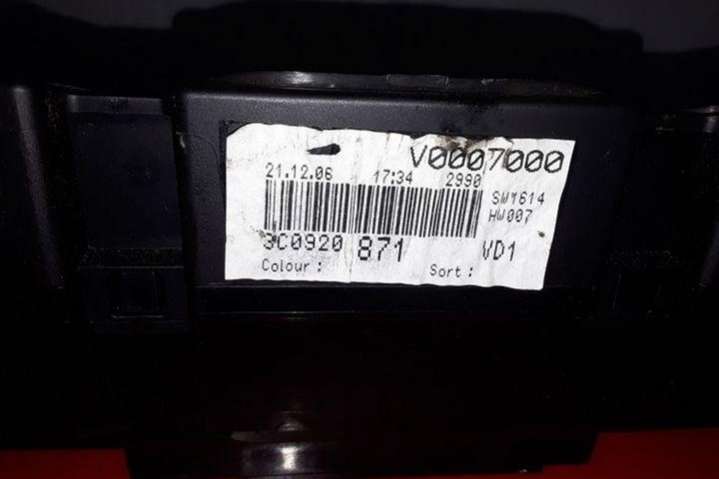 V0007000
21.12.06 17:34 2990
SW1614
HW007
3C0920 871 VD1
Colour : Sort :